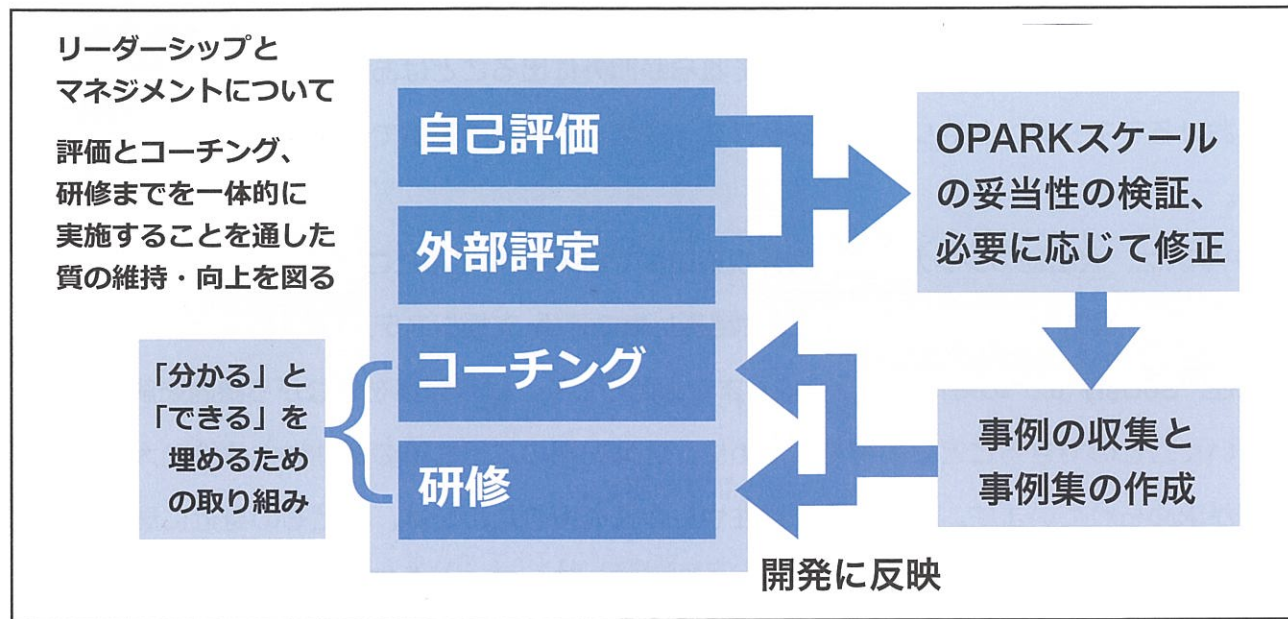 リーダーシップと
マネジメントについて
評価とコーチング、
研修までを一体的に
実施することを通した
質の維持・向上を図る
自己評価
外部評定
コーチング
研修
「分かる」と
「できる」を
埋めるため
の取り組み
OPARKスケール
の妥当性の検証、
必要に応じて修正
事例の収集と
事例集の作成
開発に反映